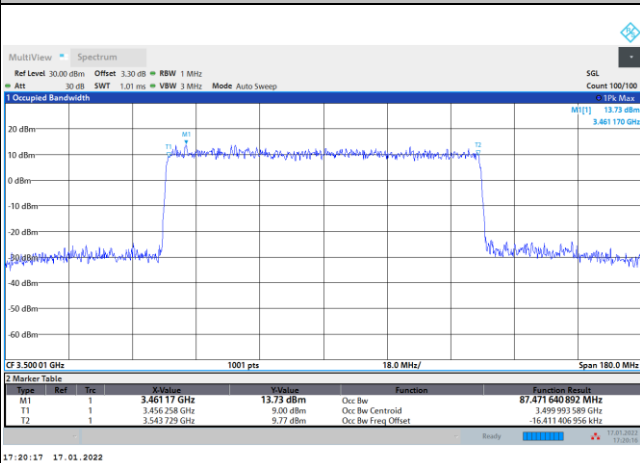 MultiView Spectrum
Ref Level 30.00 dBm Offset 3.30 dB RBW 1 MHz SGL
Att 30 dB SWT 1.01 ms VBW 3 MHz Mode Auto Sweep Count 100/100
1 Occupied Bandwidth 1Pk Max
M1[1] 13.73 dBm
3.461 170 GHz
M1
T1
T2
20 dBm
10 dBm
0 dBm
-10 dBm
-20 dBm
-30 dBm
-40 dBm
-50 dBm
-60 dBm
CF 3.500 01 GHz 1001 pts 18.0 MHz/ Span 180.0 MHz
2 Marker Table
Type Ref Trc X-Value Y-Value Function Function Result
M1 1 3.461 17 GHz 13.73 dBm Occ Bw 87.471 640 892 MHz
T1 1 3.456 258 GHz 9.00 dBm Occ Bw Centroid 3.499 993 589 GHz
T2 1 3.543 729 GHz 9.77 dBm Occ Bw Freq Offset -16.411 406 956 kHz
Ready 17.01.2022
17:20:16
17:20:17 17.01.2022